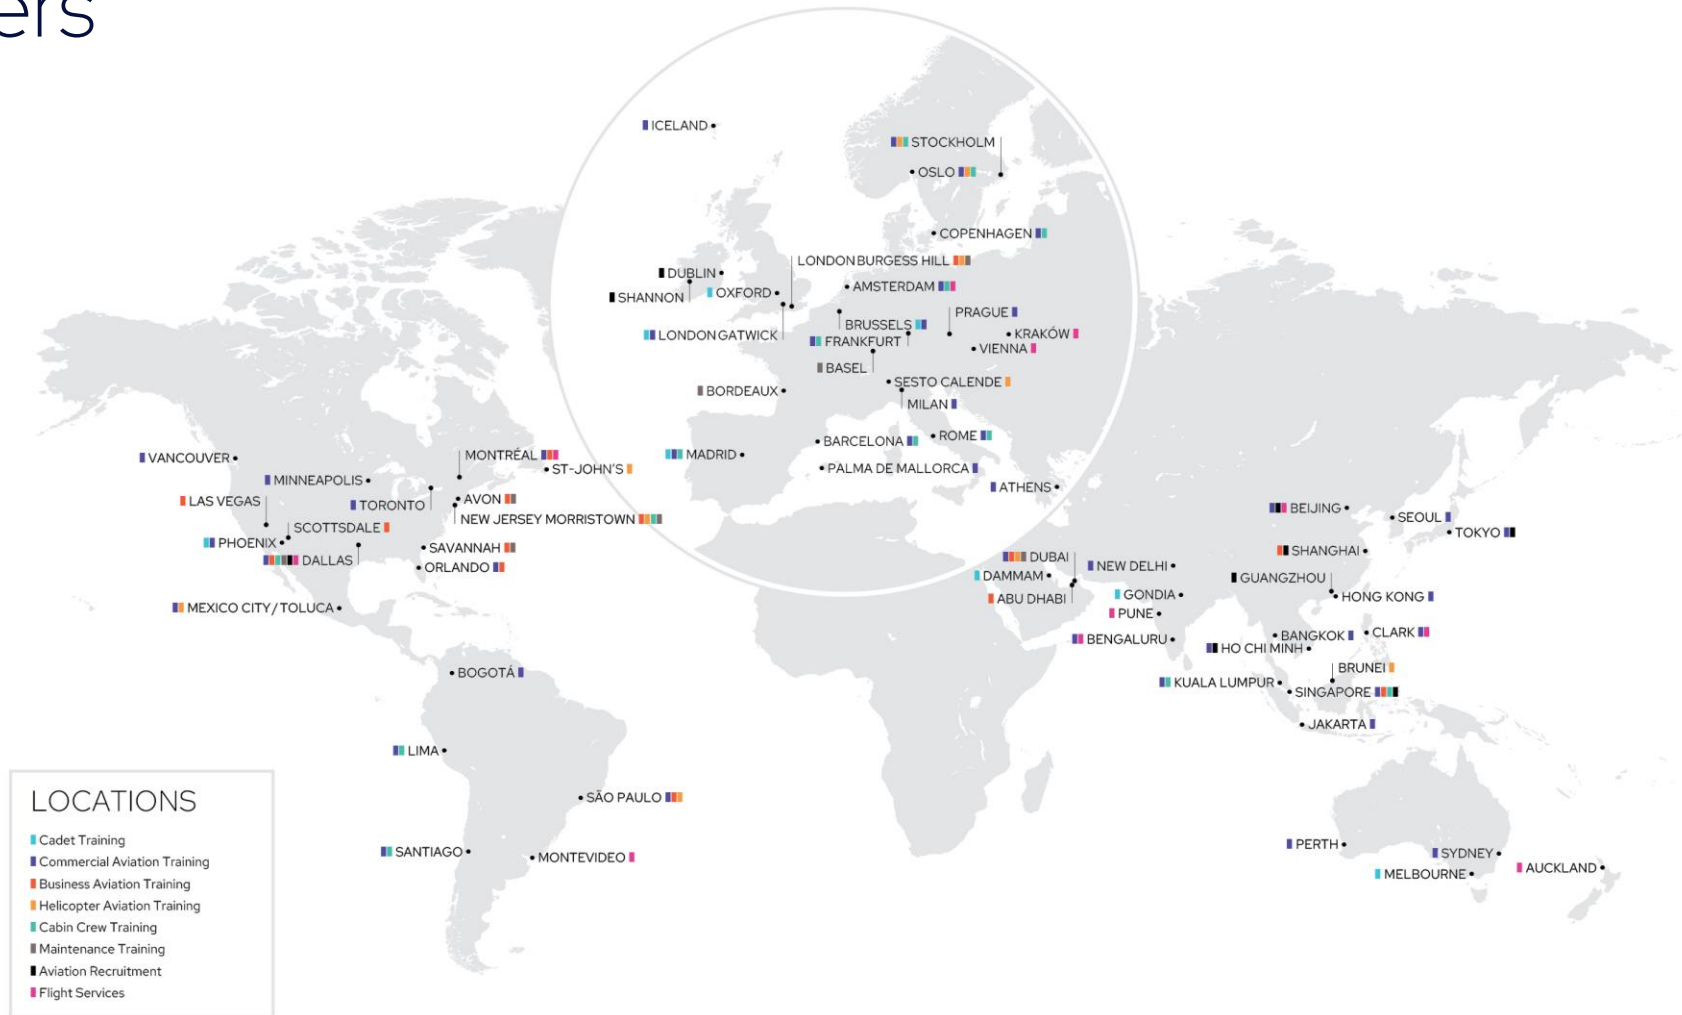 ers
ICELAND
STOCKHOLM
OSLO
COPENHAGEN
LONDON BURGESS HILL
DUBLIN
OXFORD
AMSTERDAM
SHANNON
PRAGUE
BRUSSELS
KRAKÓW
LONDON GATWICK
FRANKFURT
VIENNA
BASEL
SESTO CALENDE
BORDEAUX
MILAN
BARCELONA
ROME
MADRID
PALMA DE MALLORCA
ATHENS
VANCOUVER
MONTRÉAL
ST-JOHN'S
MINNEAPOLIS
LAS VEGAS
TORONTO
AVON
NEW JERSEY MORRISTOWN
SCOTTSDALE
PHOENIX
SAVANNAH
DALLAS
ORLANDO
MEXICO CITY / TOLUCA
BOGOTÁ
LIMA
SÃO PAULO
SANTIAGO
MONTEVIDEO
DUBAI
DAMMAM
ABU DHABI
NEW DELHI
GONDIA
PUNE
BENGALURU
BEIJING
SEOUL
TOKYO
SHANGHAI
GUANGZHOU
HONG KONG
BANGKOK
CLARK
HO CHI MINH
BRUNEI
KUALA LUMPUR
SINGAPORE
JAKARTA
PERTH
SYDNEY
MELBOURNE
AUCKLAND
LOCATIONS
Cadet Training
Commercial Aviation Training
Business Aviation Training
Helicopter Aviation Training
Cabin Crew Training
Maintenance Training
Aviation Recruitment
Flight Services